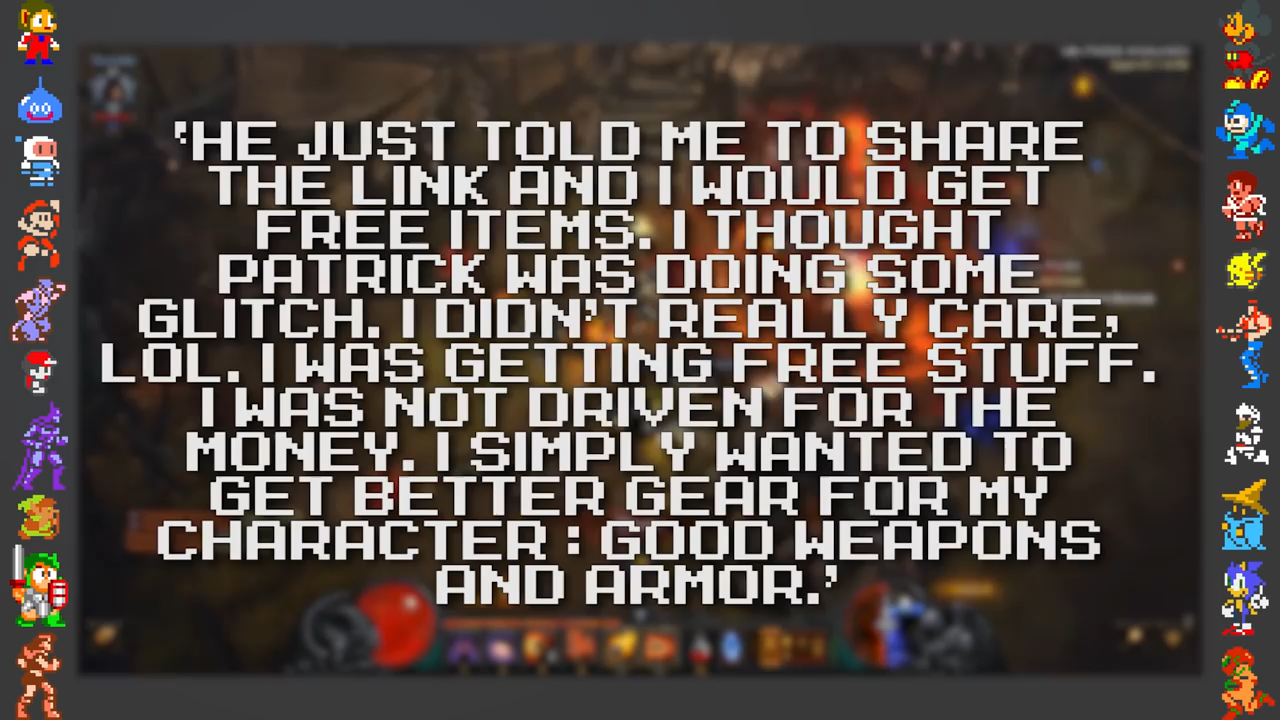 'HE JUST TOLD ME TO SHARE
THE LINK AND I WOULD GET
FREE ITEMS. I THOUGHT
PATRICK WAS DOING SOME
GLITCH. I DIDN'T REALLY CARE,
LOL. I WAS GETTING FREE STUFF.
I WAS NOT DRIVEN FOR THE
MONEY. I SIMPLY WANTED TO
GET BETTER GEAR FOR MY
CHARACTER : GOOD WEAPONS
AND ARMOR.'